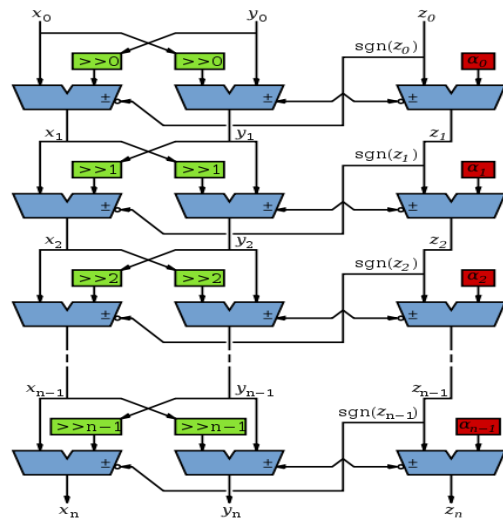 x₀ y₀ z₀
sgn(z₀)
>>0 >>0 α₀
± ± ±
x₁ y₁ z₁
sgn(z₁)
>>1 >>1 α₁
± ± ±
x₂ y₂ z₂
sgn(z₂)
>>2 >>2 α₂
± ± ±
xₙ₋₁ yₙ₋₁ zₙ₋₁
sgn(zₙ₋₁)
>>n−1 >>n−1 αₙ₋₁
± ± ±
xₙ yₙ zₙ